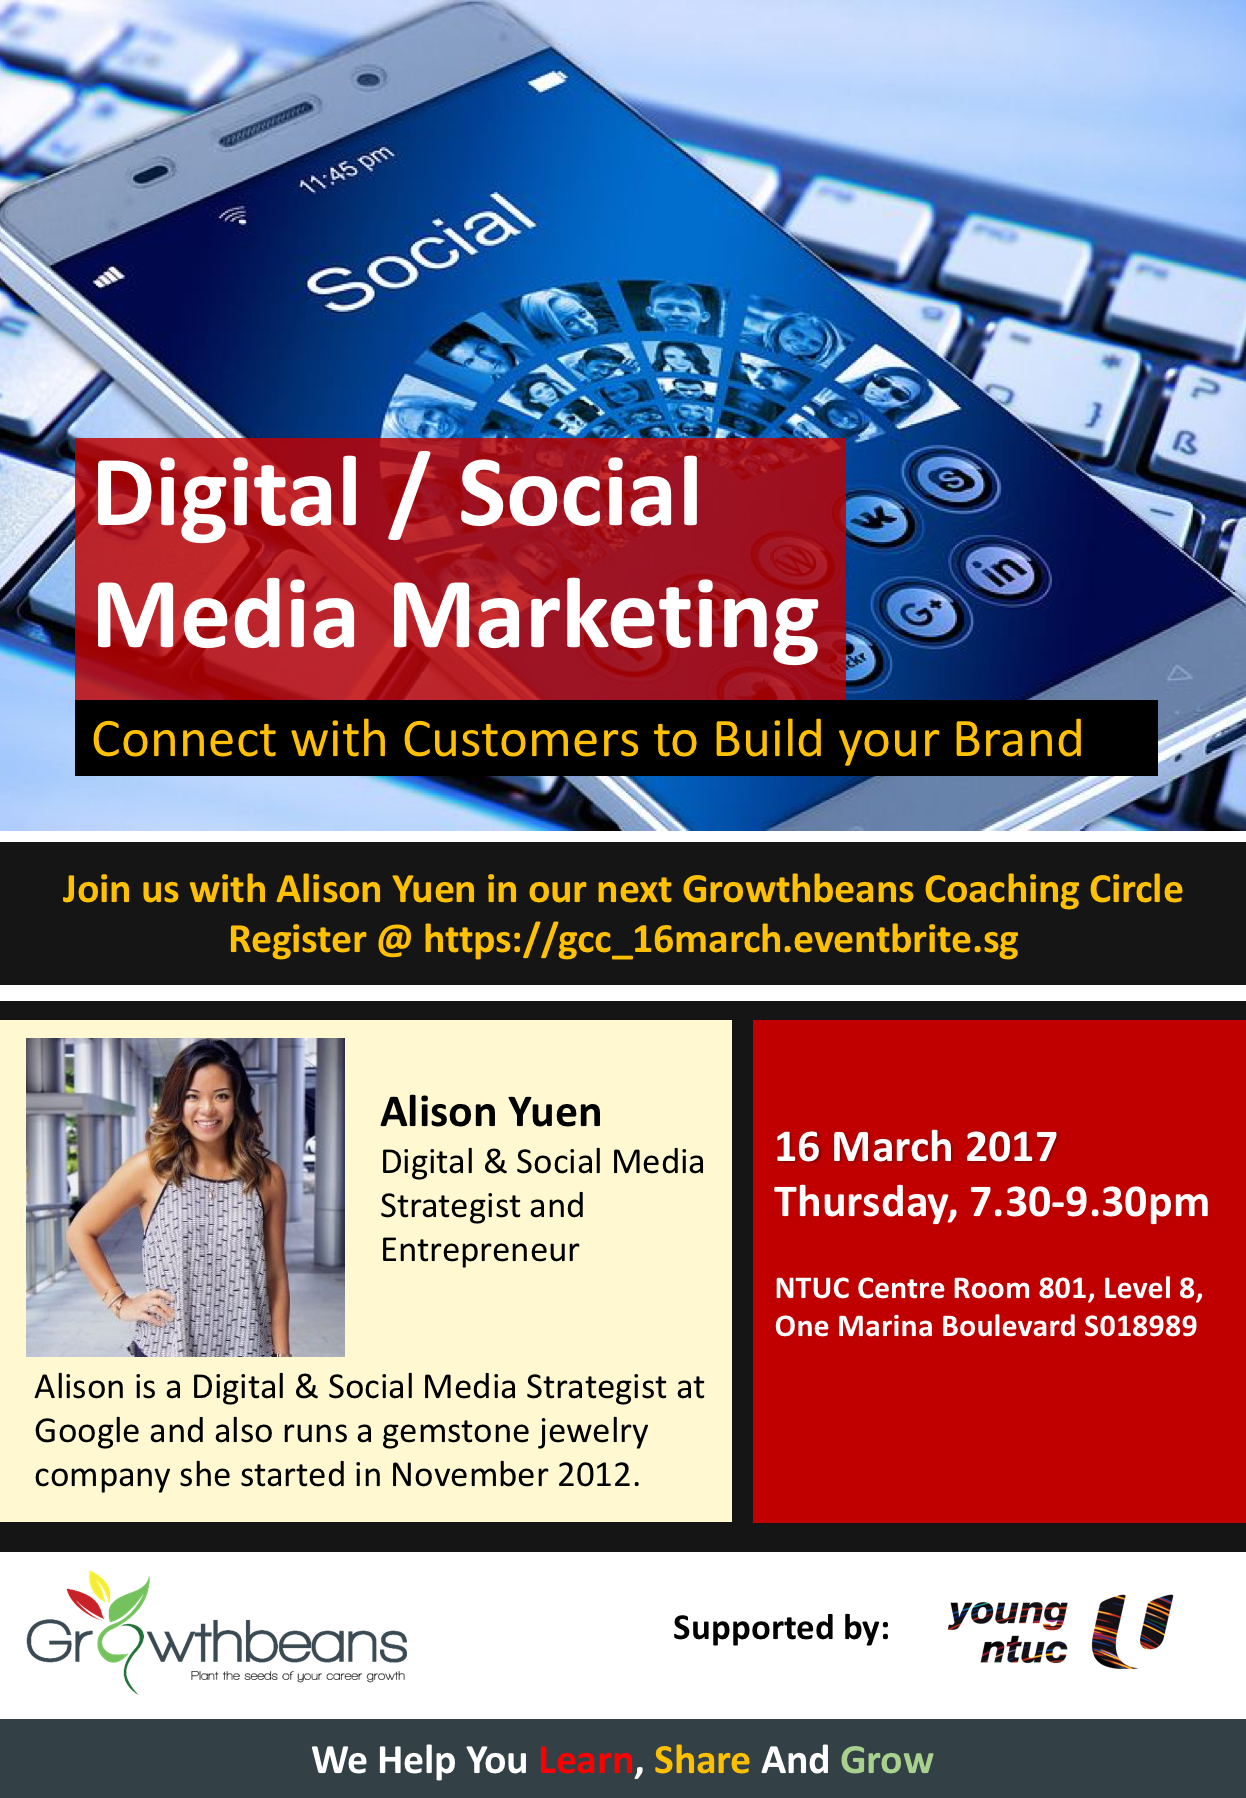 11:45 pm
Social
Digital / Social
Media Marketing
Connect with Customers to Build your Brand
Join us with Alison Yuen in our next Growthbeans Coaching Circle
Register @ https://gcc_16march.eventbrite.sg
Alison Yuen
Digital & Social Media
Strategist and
Entrepreneur
Alison is a Digital & Social Media Strategist at
Google and also runs a gemstone jewelry
company she started in November 2012.
16 March 2017
Thursday, 7.30-9.30pm
NTUC Centre Room 801, Level 8,
One Marina Boulevard S018989
Growthbeans
Plant the seeds of your career growth
Supported by:
young
ntuc
U
We Help You Learn, Share And Grow